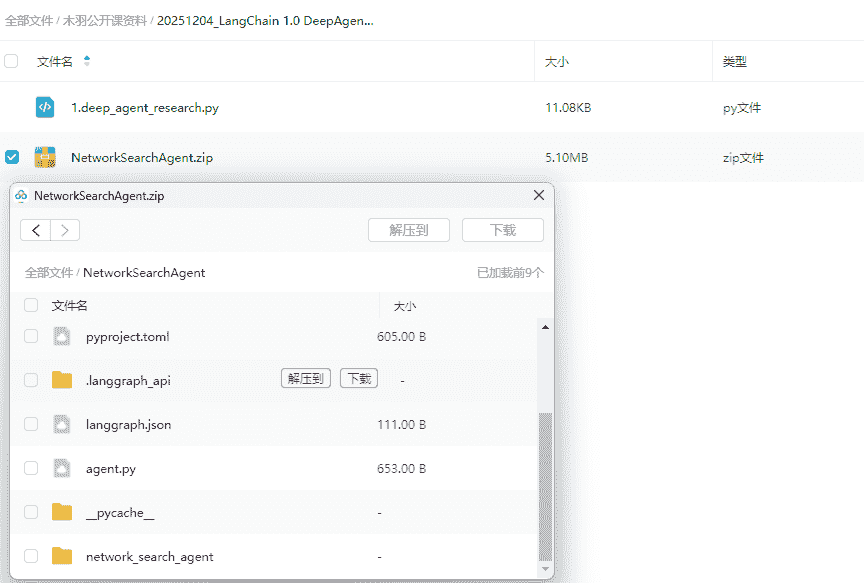 全部文件 / 木羽公开课资料 / 20251204_LangChain 1.0 DeepAgen...
文件名 大小 类型
1.deep_agent_research.py 11.08KB py文件
NetworkSearchAgent.zip 5.10MB zip文件
NetworkSearchAgent.zip
解压到 下载
全部文件 / NetworkSearchAgent 已加载前9个
文件名 大小
pyproject.toml 605.00 B
.langgraph_api 解压到 下载 -
langgraph.json 111.00 B
agent.py 653.00 B
__pycache__ -
network_search_agent -